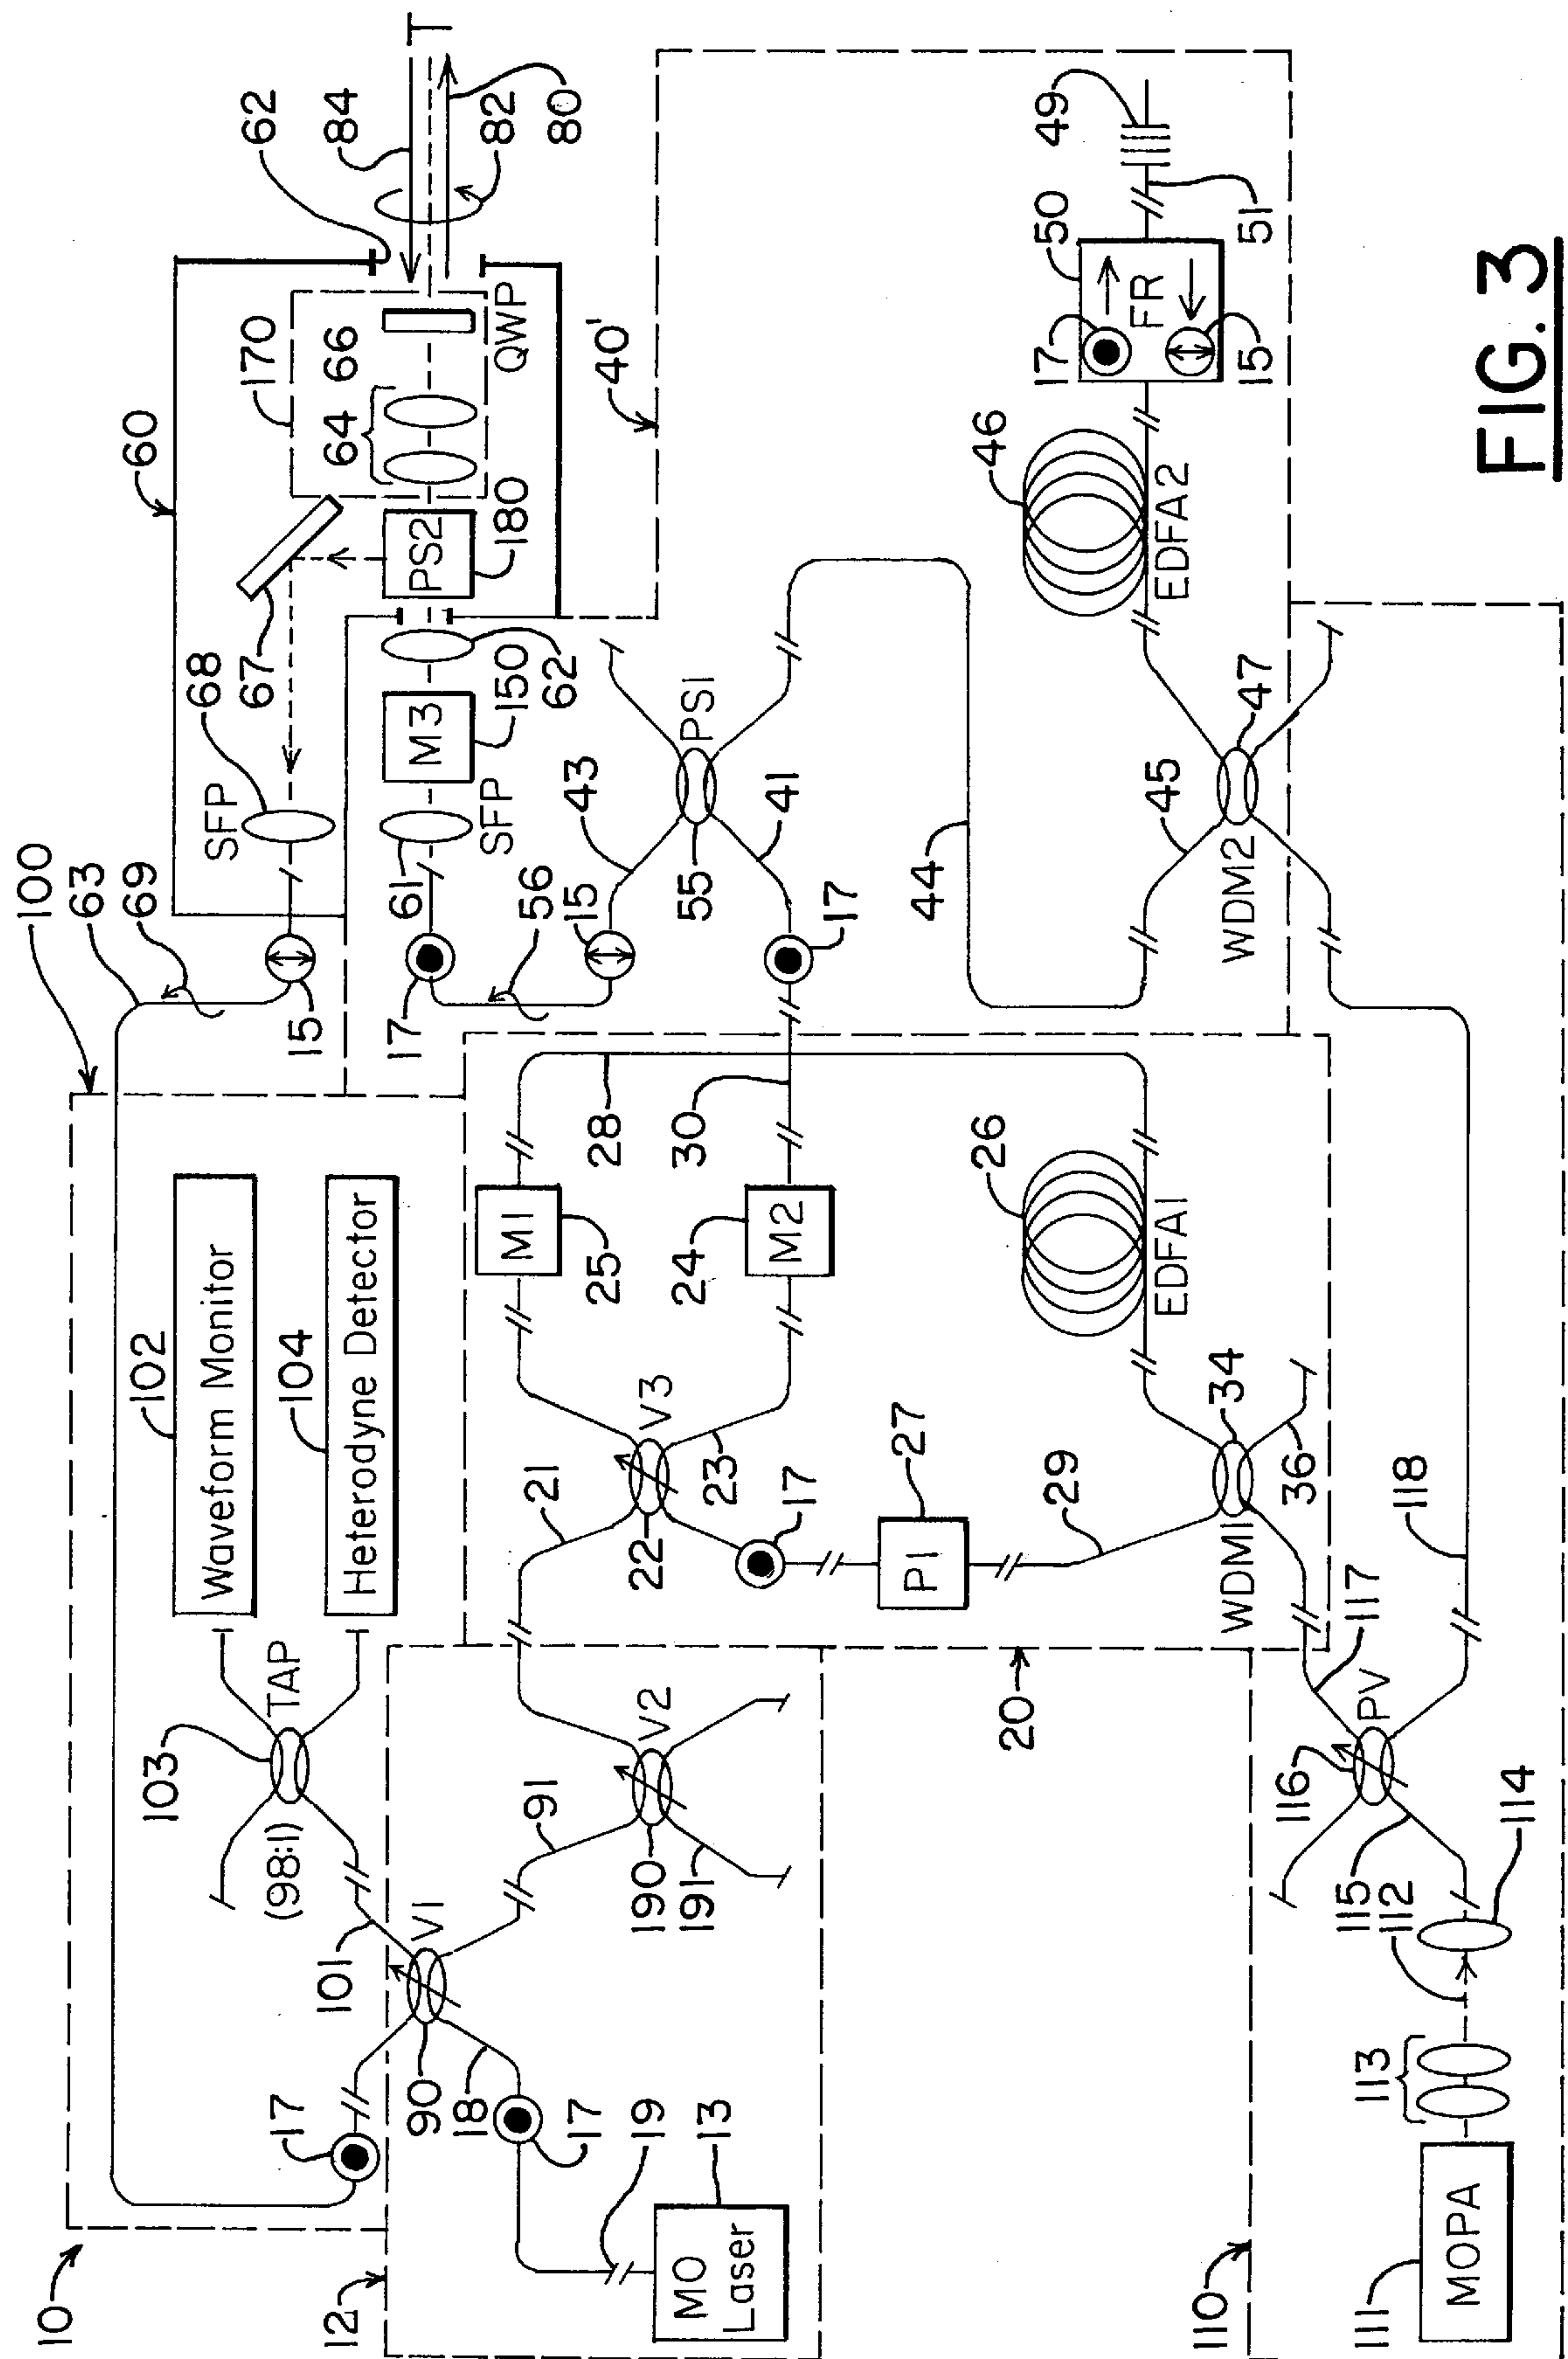 10
100
63
69
SFP
68
67
60
170
62
84
T
102
Waveform Monitor
104
Heterodyne Detector
103
TAP
(98:1)
101
17
15
17
61
SFP
M3
150
62
PS2
180
64
66
QWP
82
80
12
90
18
17
V1
91
19
13
MO
Laser
190
191
V2
21
22
V3
23
17
M1
25
28
M2
24
30
56
15
43
PS1
55
41
17
40'
20
P1
27
29
26
EDFA1
34
WDM1
36
44
45
WDM2
47
46
EDFA2
17
50
FR
15
49
51
110
111
MOPA
113
112
114
115
116
PV
117
118
FIG. 3